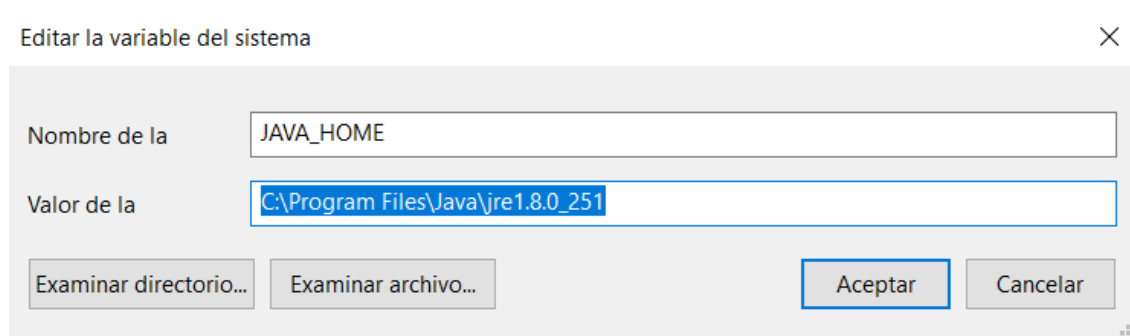 Editar la variable del sistema
Nombre de la
JAVA_HOME
Valor de la
C:\Program Files\Java\jre1.8.0_251
Examinar directorio...
Examinar archivo...
Aceptar
Cancelar